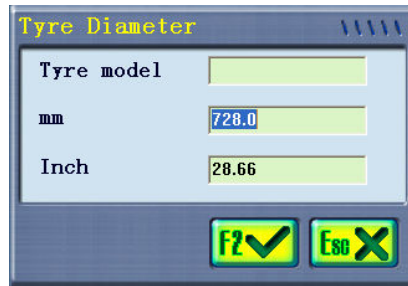 Tyre Diameter
Tyre model
mm 728.0
Inch 28.66
F2 Esc